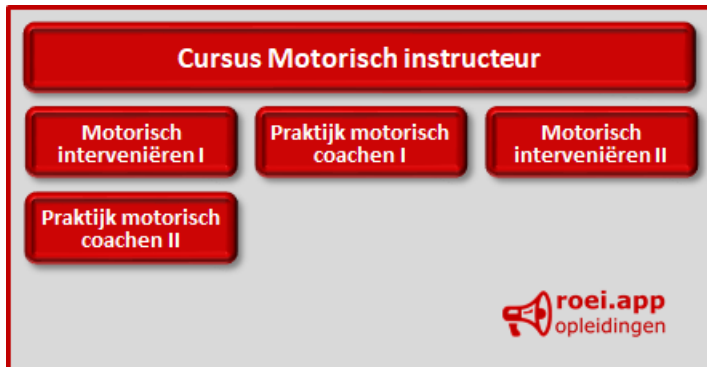 Cursus Motorisch instructeur
Motorisch
interveniëren I
Praktijk motorisch
coachen I
Motorisch
interveniëren II
Praktijk motorisch
coachen II
roei.app
opleidingen